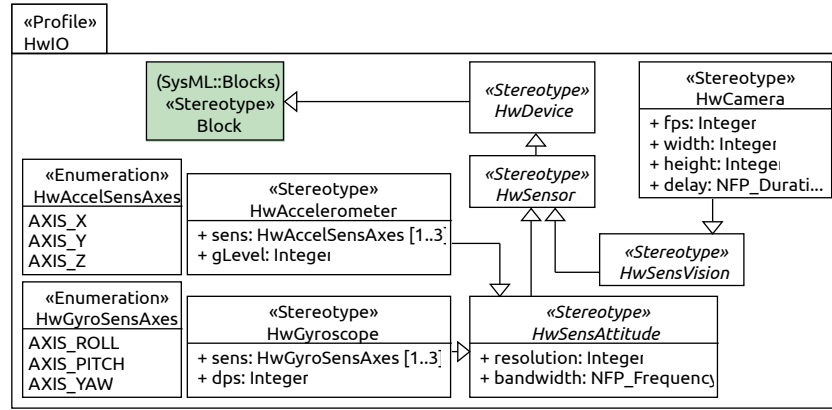 «Profile»
HwIO
(SysML::Blocks)
«Stereotype»
Block
«Stereotype»
HwDevice
«Stereotype»
HwCamera
+ fps: Integer
+ width: Integer
+ height: Integer
+ delay: NFP_Durati...
«Stereotype»
HwSensor
«Enumeration»
HwAccelSensAxes
AXIS_X
AXIS_Y
AXIS_Z
«Stereotype»
HwAccelerometer
+ sens: HwAccelSensAxes [1..3]
+ gLevel: Integer
«Stereotype»
HwSensVision
«Enumeration»
HwGyroSensAxes
AXIS_ROLL
AXIS_PITCH
AXIS_YAW
«Stereotype»
HwGyroscope
+ sens: HwGyroSensAxes [1..3]
+ dps: Integer
«Stereotype»
HwSensAttitude
+ resolution: Integer
+ bandwidth: NFP_Frequency